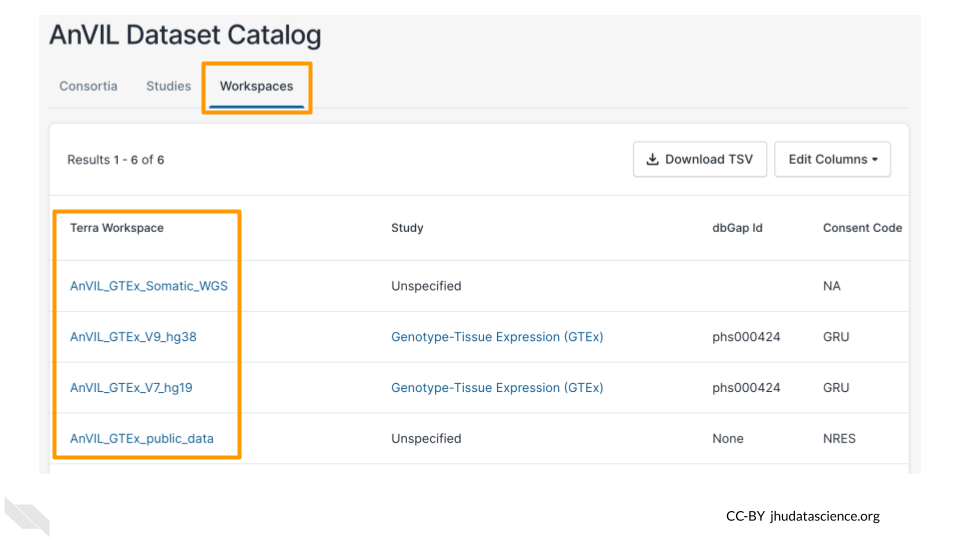 AnVIL Dataset Catalog
Consortia Studies Workspaces
Results 1 - 6 of 6 Download TSV Edit Columns
Terra Workspace Study dbGap Id Consent Code
AnVIL_GTEx_Somatic_WGS Unspecified NA
AnVIL_GTEx_V9_hg38 Genotype-Tissue Expression (GTEx) phs000424 GRU
AnVIL_GTEx_V7_hg19 Genotype-Tissue Expression (GTEx) phs000424 GRU
AnVIL_GTEx_public_data Unspecified None NRES
CC-BY jhudatascience.org